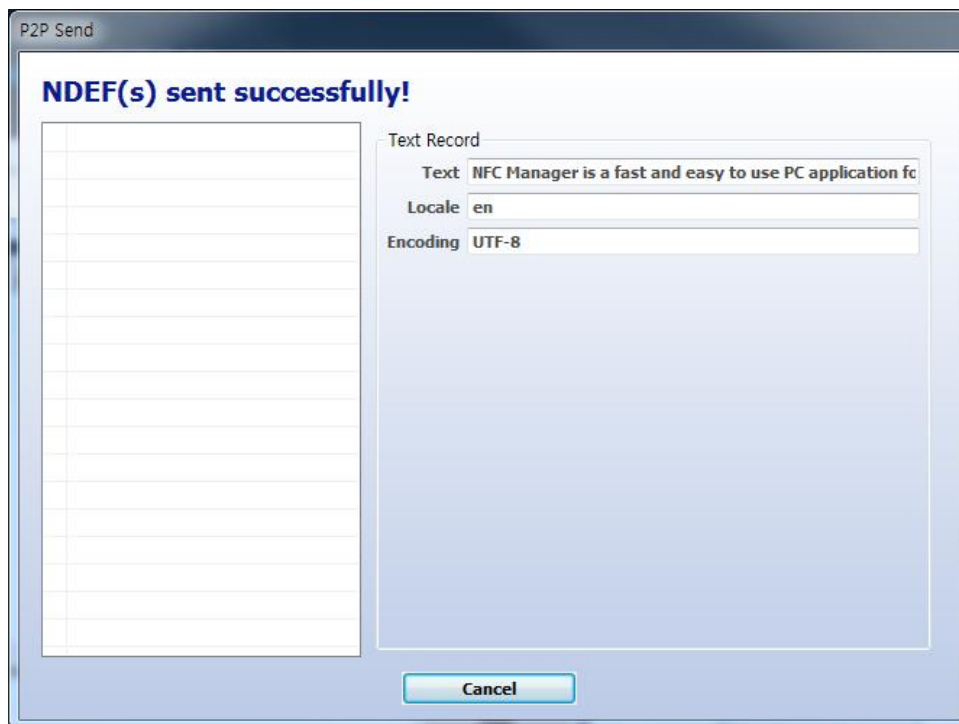 P2P Send
NDEF(s) sent successfully!
Text Record
Text NFC Manager is a fast and easy to use PC application fo
Locale en
Encoding UTF-8
Cancel